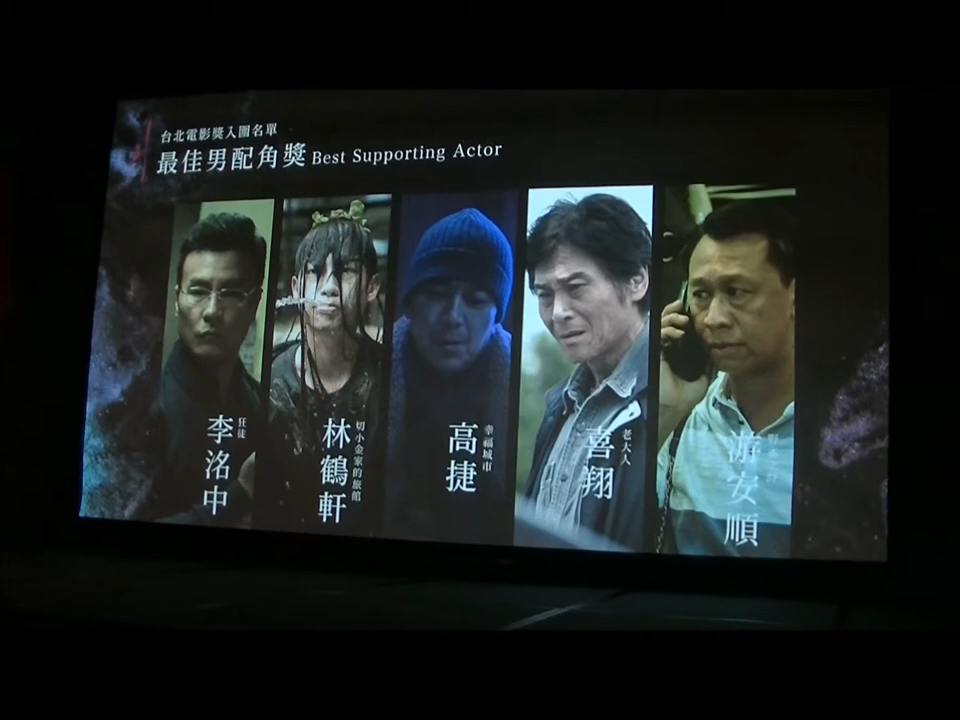 台北電影獎入圍名單
最佳男配角獎 Best Supporting Actor
狂徒
李洺中
切小金家的旅館
林鶴軒
幸福城市
高捷
老大人
喜翔
游安順